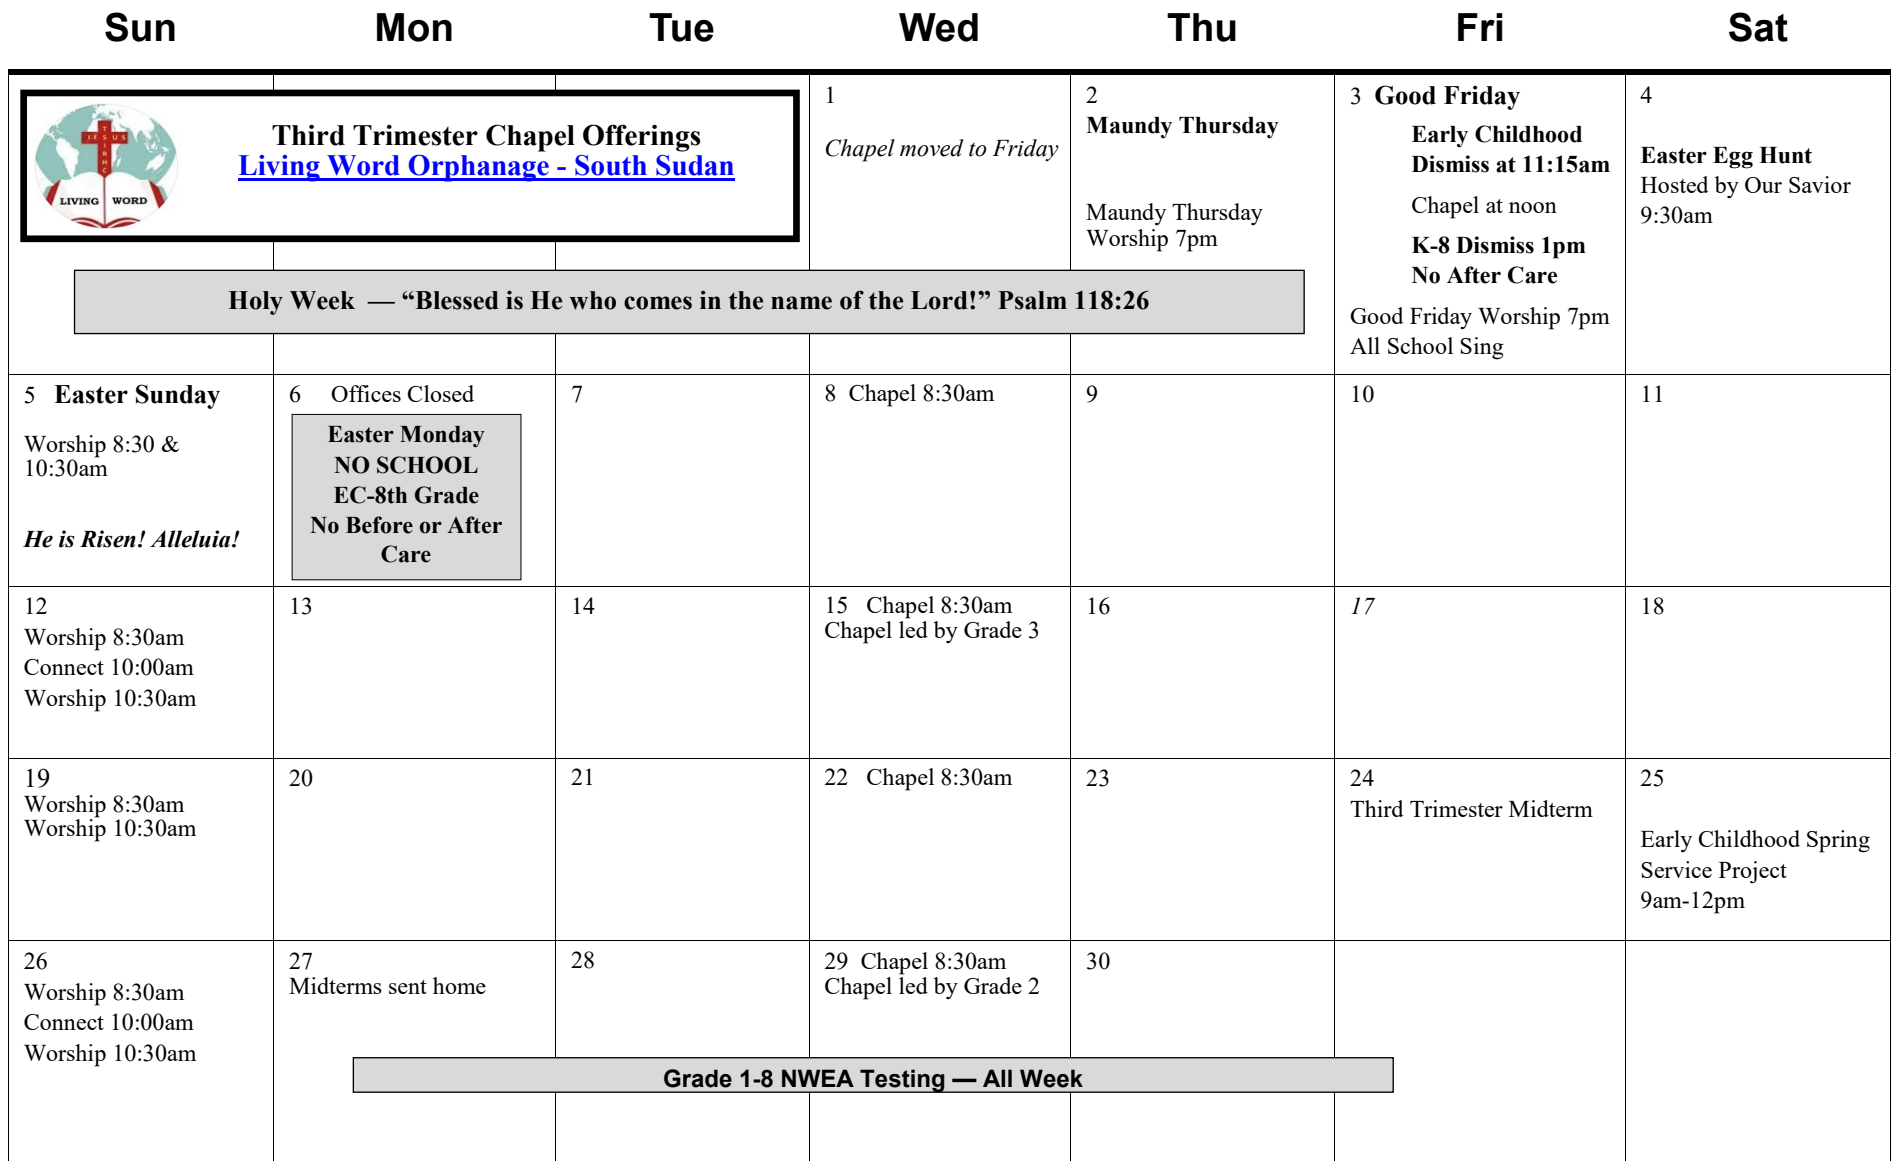 Sun Mon Tue Wed Thu Fri Sat
JESUS
CHRIST
LIVING WORD
Third Trimester Chapel Offerings
Living Word Orphanage - South Sudan
1
Chapel moved to Friday
2
Maundy Thursday
Maundy Thursday
Worship 7pm
3 Good Friday
Early Childhood
Dismiss at 11:15am
Chapel at noon
K-8 Dismiss 1pm
No After Care
Good Friday Worship 7pm
All School Sing
4
Easter Egg Hunt
Hosted by Our Savior
9:30am
Holy Week — “Blessed is He who comes in the name of the Lord!” Psalm 118:26
5 Easter Sunday
Worship 8:30 &
10:30am
He is Risen! Alleluia!
6 Offices Closed
Easter Monday
NO SCHOOL
EC-8th Grade
No Before or After
Care
7
8 Chapel 8:30am
9
10
11
12
Worship 8:30am
Connect 10:00am
Worship 10:30am
13
14
15 Chapel 8:30am
Chapel led by Grade 3
16
17
18
19
Worship 8:30am
Worship 10:30am
20
21
22 Chapel 8:30am
23
24
Third Trimester Midterm
25
Early Childhood Spring
Service Project
9am-12pm
26
Worship 8:30am
Connect 10:00am
Worship 10:30am
27
Midterms sent home
28
29 Chapel 8:30am
Chapel led by Grade 2
30
Grade 1-8 NWEA Testing — All Week